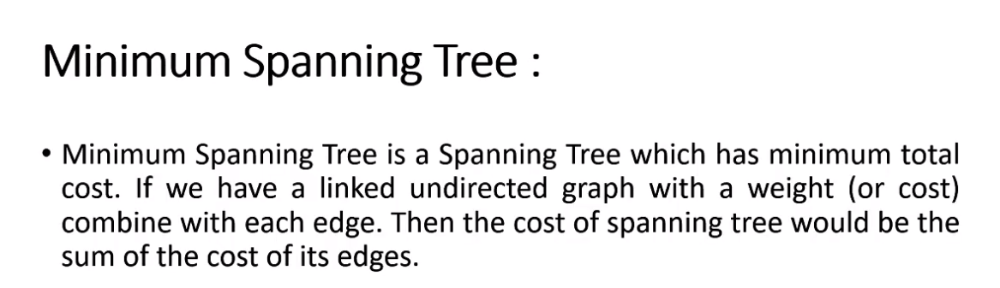 Minimum Spanning Tree :
• Minimum Spanning Tree is a Spanning Tree which has minimum total
cost. If we have a linked undirected graph with a weight (or cost)
combine with each edge. Then the cost of spanning tree would be the
sum of the cost of its edges.